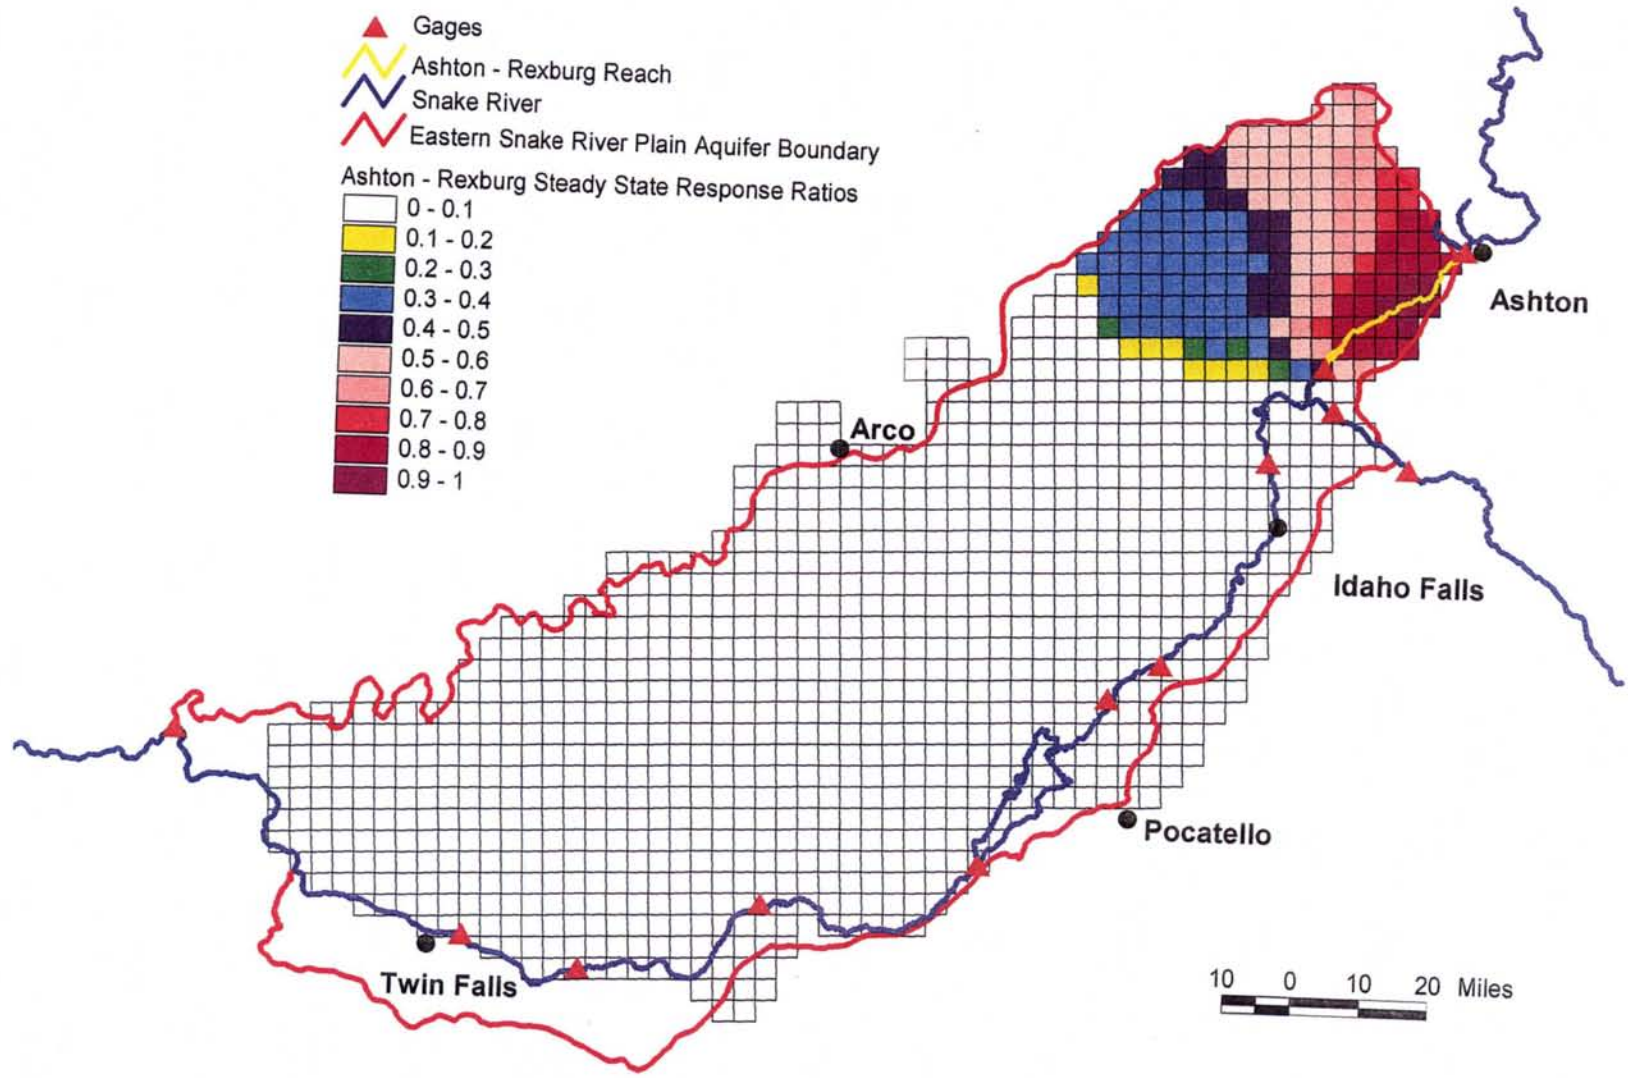 Gages
Ashton - Rexburg Reach
Snake River
Eastern Snake River Plain Aquifer Boundary
Ashton - Rexburg Steady State Response Ratios
0 - 0.1
0.1 - 0.2
0.2 - 0.3
0.3 - 0.4
0.4 - 0.5
0.5 - 0.6
0.6 - 0.7
0.7 - 0.8
0.8 - 0.9
0.9 - 1
Ashton
Arco
Idaho Falls
Pocatello
Twin Falls
10 0 10 20 Miles